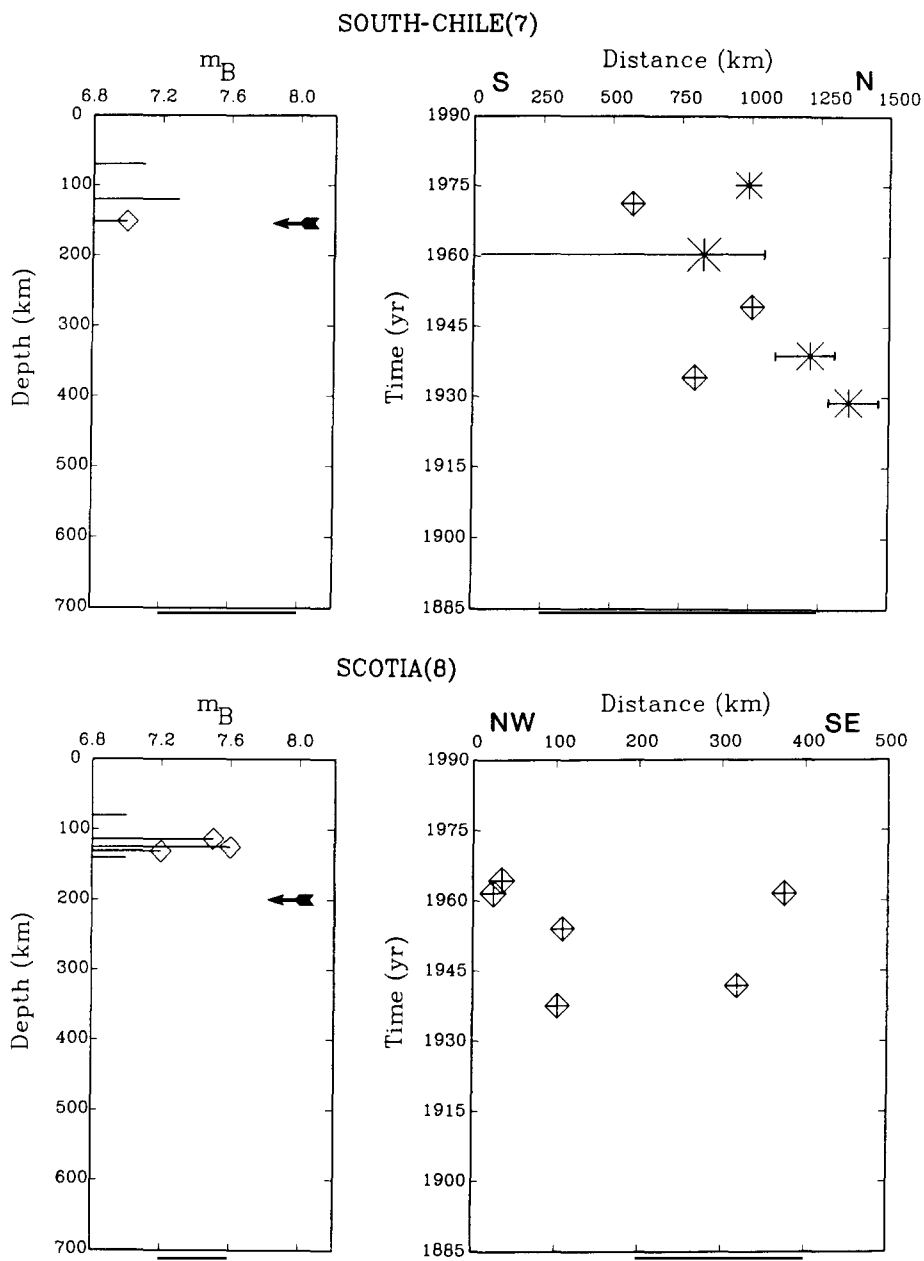 SOUTH-CHILE(7)
m_B
6.8 7.2 7.6 8.0
0
100
200
300
400
500
600
700
Depth (km)
Distance (km)
S N
0 250 500 750 1000 1250 1500
1990
1975
1960
1945
1930
1915
1900
1885
Time (yr)
SCOTIA(8)
m_B
6.8 7.2 7.6 8.0
0
100
200
300
400
500
600
700
Depth (km)
Distance (km)
NW SE
0 100 200 300 400 500
1990
1975
1960
1945
1930
1915
1900
1885
Time (yr)